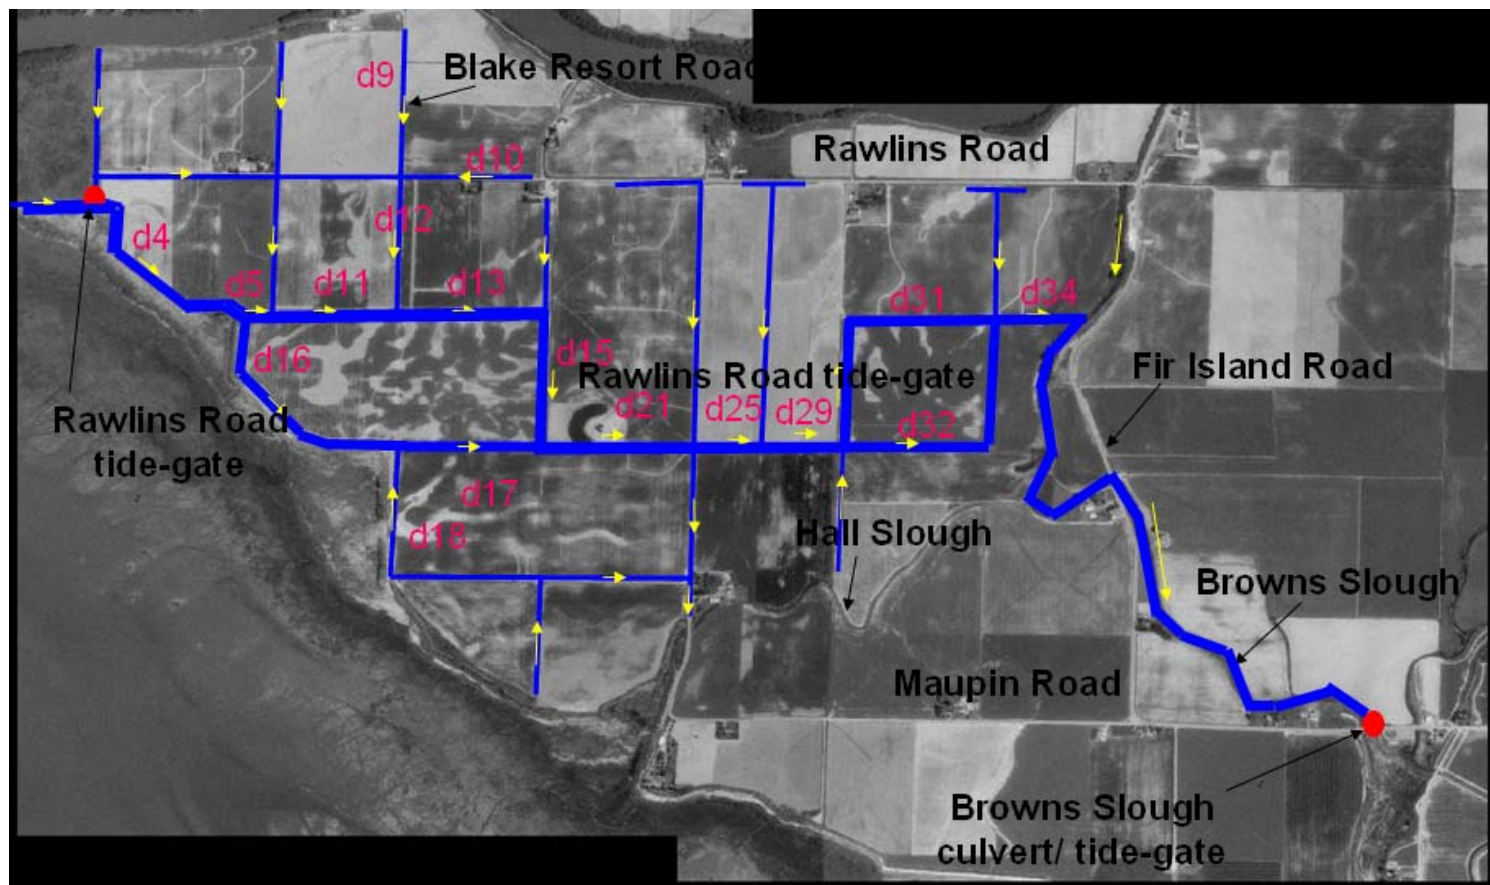 d9
Blake Resort Road
Rawlins Road
d10
d12
d4
d5
d11
d13
d31
d34
d16
d15
Rawlins Road tide-gate
Fir Island Road
d21
d25
d29
d32
Rawlins Road
tide-gate
d17
d18
Hall Slough
Browns Slough
Maupin Road
Browns Slough
culvert/ tide-gate